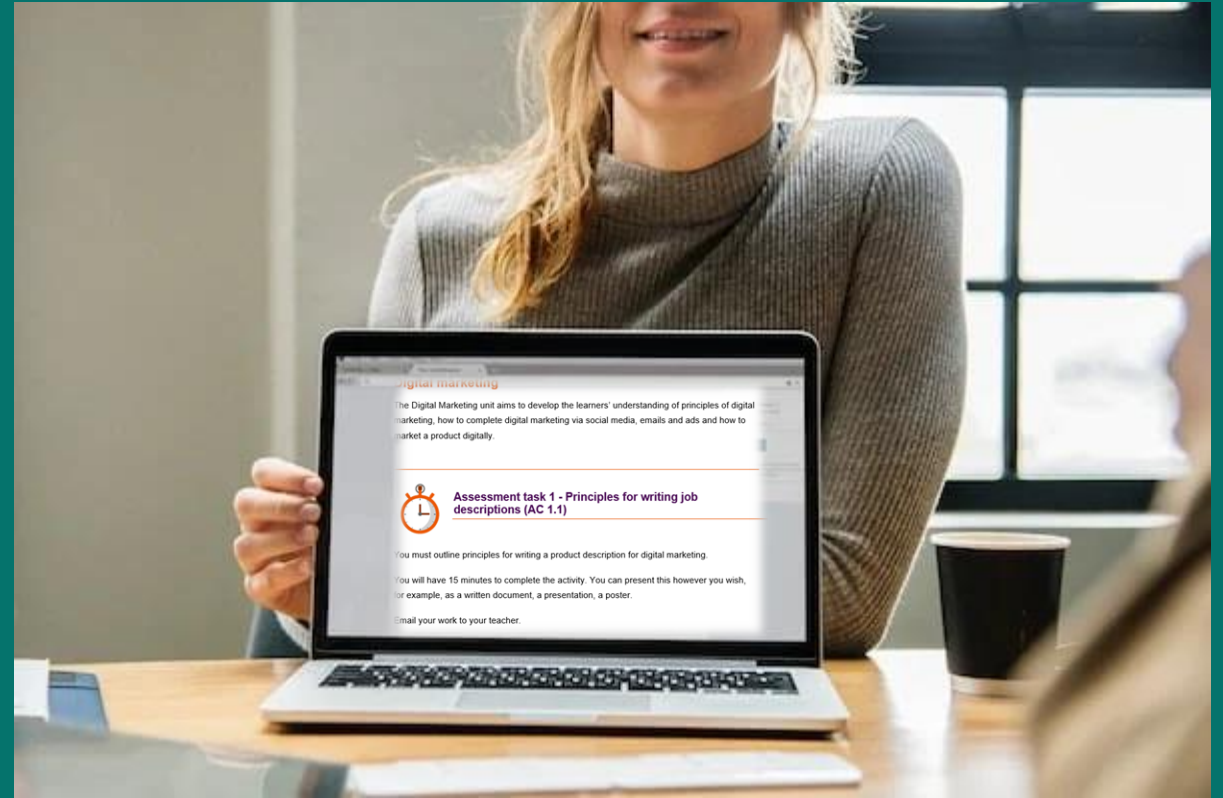 Digital marketing
The Digital Marketing unit aims to develop the learners' understanding of principles of digital
marketing, how to complete digital marketing via social media, emails and ads and how to
market a product digitally.
Assessment task 1 - Principles for writing job
descriptions (AC 1.1)
You must outline principles for writing a product description for digital marketing.
You will have 15 minutes to complete the activity. You can present this however you wish,
for example, as a written document, a presentation, a poster.
Email your work to your teacher.